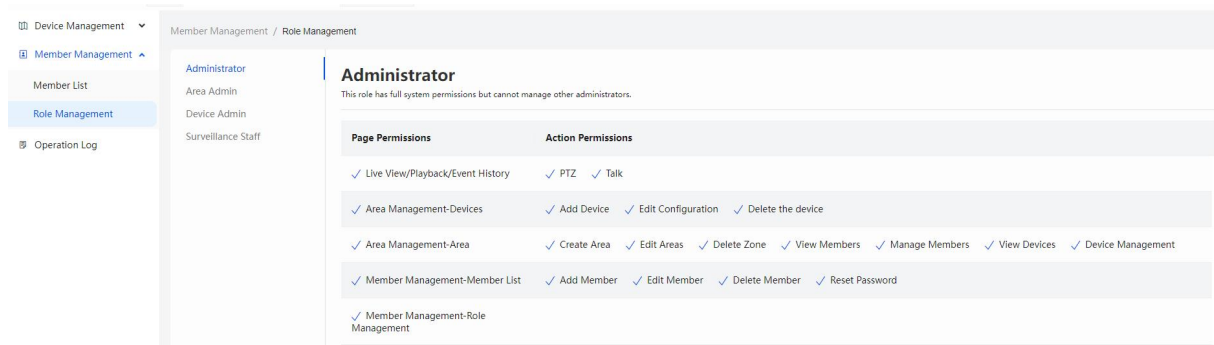 Device Management
Member Management
Member List
Role Management
Operation Log
Member Management / Role Management
Administrator
Area Admin
Device Admin
Surveillance Staff
Administrator
This role has full system permissions but cannot manage other administrators.
Page Permissions Action Permissions
Live View/Playback/Event History PTZ Talk
Area Management-Devices Add Device Edit Configuration Delete the device
Area Management-Area Create Area Edit Areas Delete Zone View Members Manage Members View Devices Device Management
Member Management-Member List Add Member Edit Member Delete Member Reset Password
Member Management-Role
Management